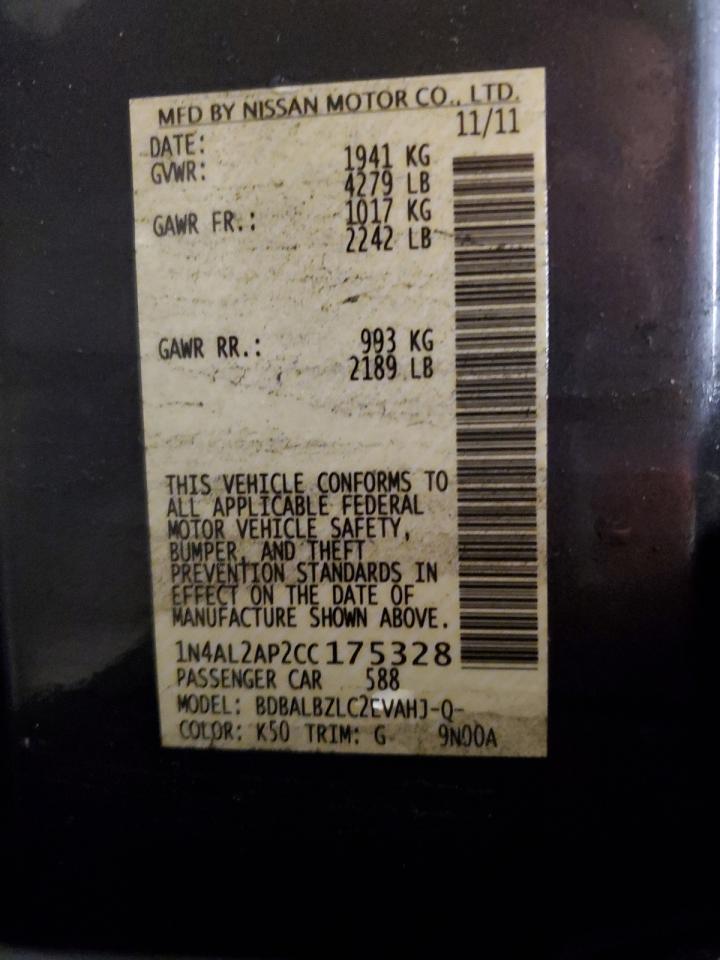 MFD BY NISSAN MOTOR CO., LTD.
DATE: 11/11
GVWR: 1941 KG
4279 LB
GAWR FR.: 1017 KG
2242 LB
GAWR RR.: 993 KG
2189 LB
THIS VEHICLE CONFORMS TO
ALL APPLICABLE FEDERAL
MOTOR VEHICLE SAFETY,
BUMPER, AND THEFT
PREVENTION STANDARDS IN
EFFECT ON THE DATE OF
MANUFACTURE SHOWN ABOVE.
1N4AL2AP2CC175328
PASSENGER CAR 588
MODEL: BDBALBZLC2EVAHJ-Q-
COLOR: K50 TRIM: G 9N00A